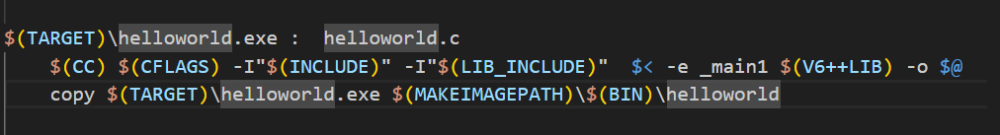 $(TARGET)\helloworld.exe :  helloworld.c
    $(CC) $(CFLAGS) -I"$(INCLUDE)" -I"$(LIB_INCLUDE)"  $< -e _main1 $(V6++LIB) -o $@
    copy $(TARGET)\helloworld.exe $(MAKEIMAGEPATH)\$(BIN)\helloworld